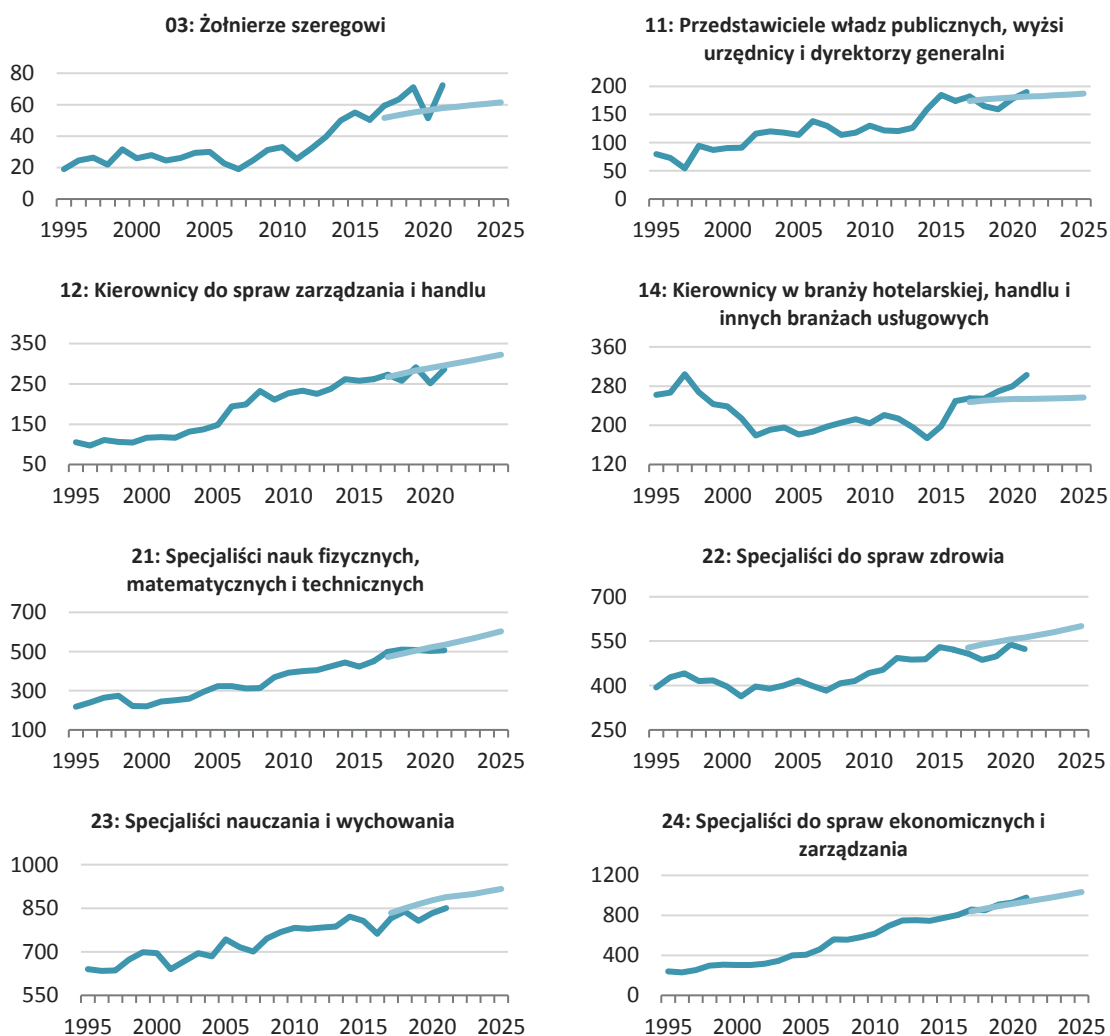 03: Żołnierze szeregowi
80
60
40
20
0
1995 2000 2005 2010 2015 2020 2025
11: Przedstawiciele władz publicznych, wyżsi
urzędnicy i dyrektorzy generalni
200
150
100
50
0
1995 2000 2005 2010 2015 2020 2025
12: Kierownicy do spraw zarządzania i handlu
350
250
150
50
1995 2000 2005 2010 2015 2020 2025
14: Kierownicy w branży hotelarskiej, handlu i
innych branżach usługowych
360
280
200
120
1995 2000 2005 2010 2015 2020 2025
21: Specjaliści nauk fizycznych,
matematycznych i technicznych
700
500
300
100
1995 2000 2005 2010 2015 2020 2025
22: Specjaliści do spraw zdrowia
700
550
400
250
1995 2000 2005 2010 2015 2020 2025
23: Specjaliści nauczania i wychowania
1000
850
700
550
1995 2000 2005 2010 2015 2020 2025
24: Specjaliści do spraw ekonomicznych i
zarządzania
1200
800
400
0
1995 2000 2005 2010 2015 2020 2025